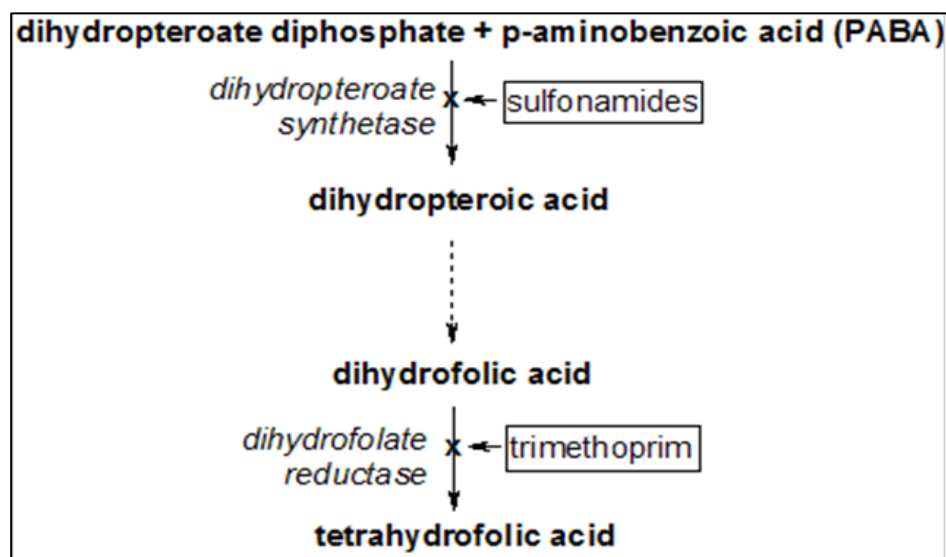 dihydropteroate diphosphate + p-aminobenzoic acid (PABA)
dihydropteroate
synthetase
x
sulfonamides
dihydropteroic acid
dihydrofolic acid
dihydrofolate
reductase
x
trimethoprim
tetrahydrofolic acid